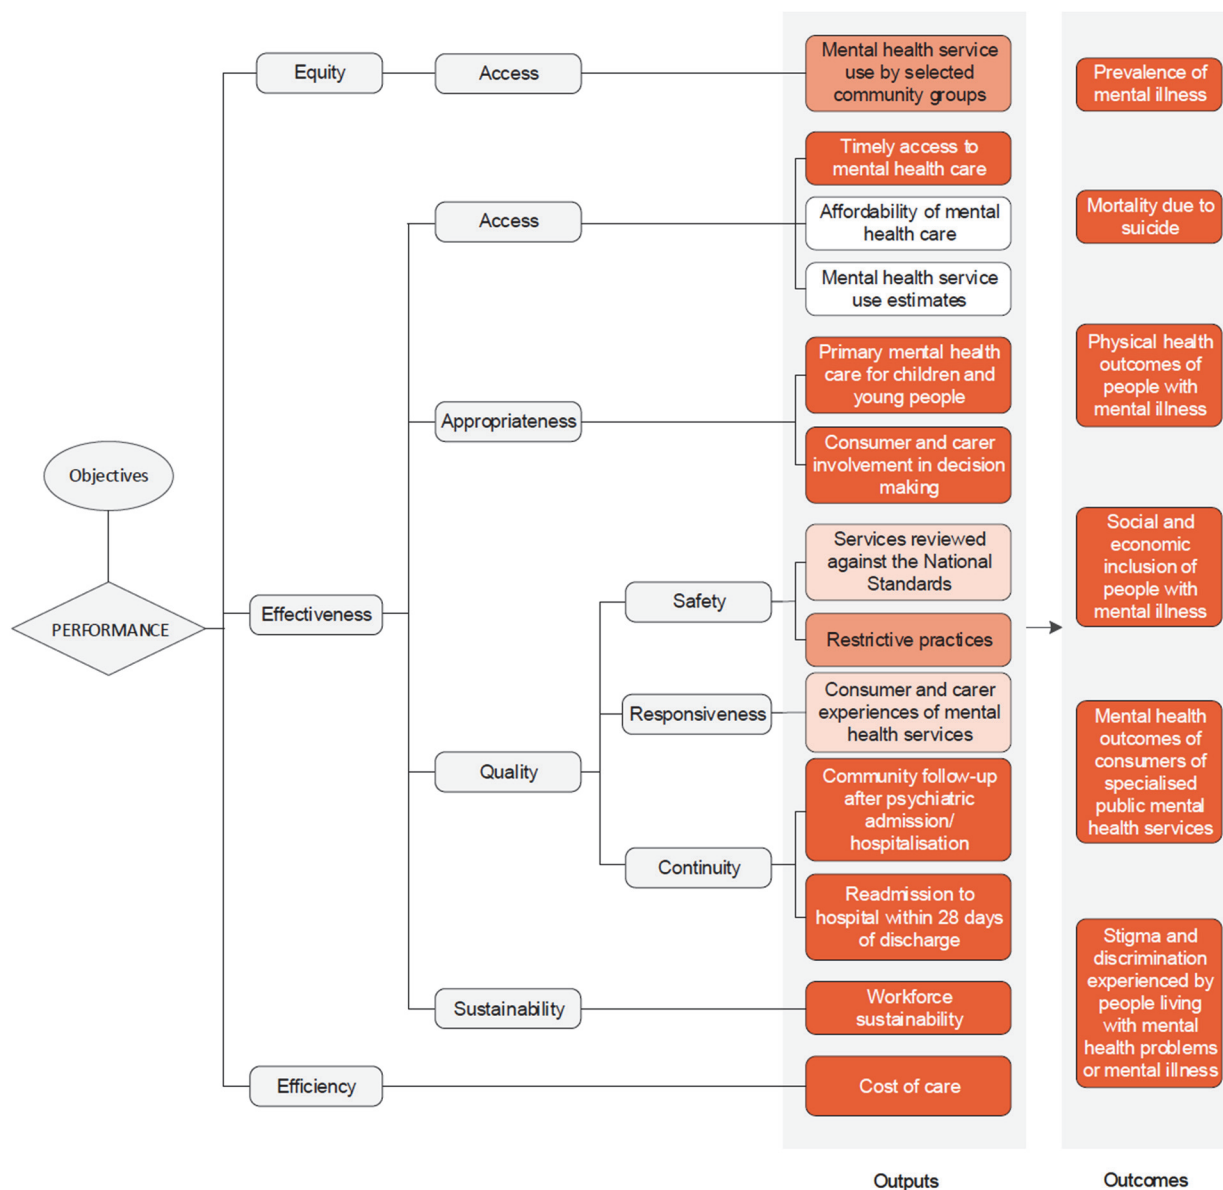 Objectives
PERFORMANCE
Equity
Access
Mental health service
use by selected
community groups
Effectiveness
Access
Timely access to
mental health care
Affordability of mental
health care
Mental health service
use estimates
Appropriateness
Primary mental health
care for children and
young people
Consumer and carer
involvement in decision
making
Quality
Safety
Services reviewed
against the National
Standards
Restrictive practices
Responsiveness
Consumer and carer
experiences of mental
health services
Continuity
Community follow-up
after psychiatric
admission/
hospitalisation
Readmission to
hospital within 28 days
of discharge
Sustainability
Workforce
sustainability
Efficiency
Cost of care
Outputs
Prevalence of
mental illness
Mortality due to
suicide
Physical health
outcomes of
people with
mental illness
Social and
economic
inclusion of
people with
mental illness
Mental health
outcomes of
consumers of
specialised
public mental
health services
Stigma and
discrimination
experienced by
people living
with mental
health problems
or mental illness
Outcomes